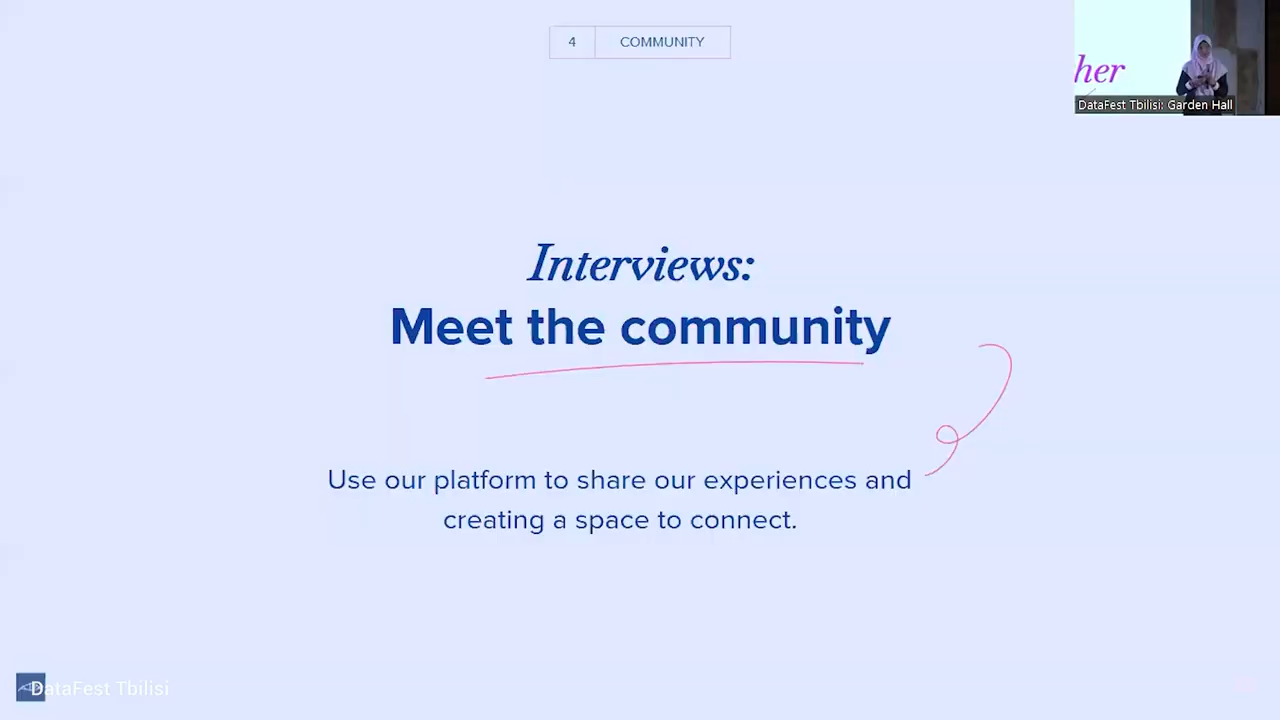 4 COMMUNITY
her
DataFest Tbilisi: Garden Hall
Interviews:
Meet the community
Use our platform to share our experiences and
creating a space to connect.
DataFest Tbilisi